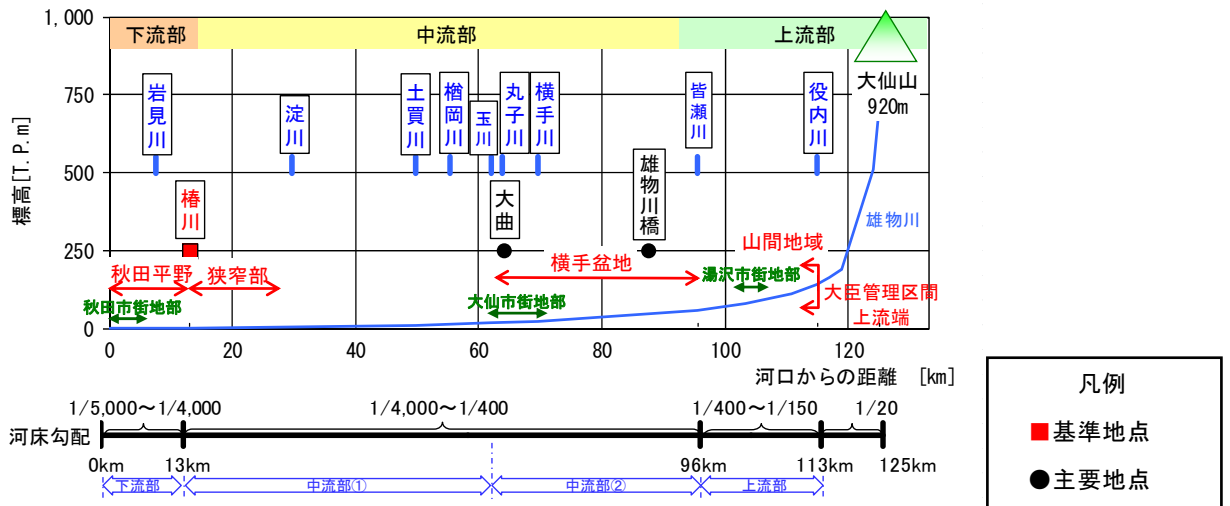 1,000
下流部
中流部
上流部
大仙山
920m
標高[T.P.m]
750
岩見川
淀川
土買川
楢岡川
玉川
丸子川
横手川
皆瀬川
役内川
500
椿川
大曲
雄物川橋
雄物川
250
秋田平野
狭窄部
横手盆地
山間地域
湯沢市街地部
大臣管理区間
上流端
秋田市街地部
大仙市街地部
0
0 20 40 60 80 100 120
河口からの距離 [km]
凡例
■基準地点
●主要地点
1/5,000～1/4,000
1/4,000～1/400
1/400～1/150
1/20
河床勾配
0km 13km 96km 113km 125km
下流部
中流部①
中流部②
上流部